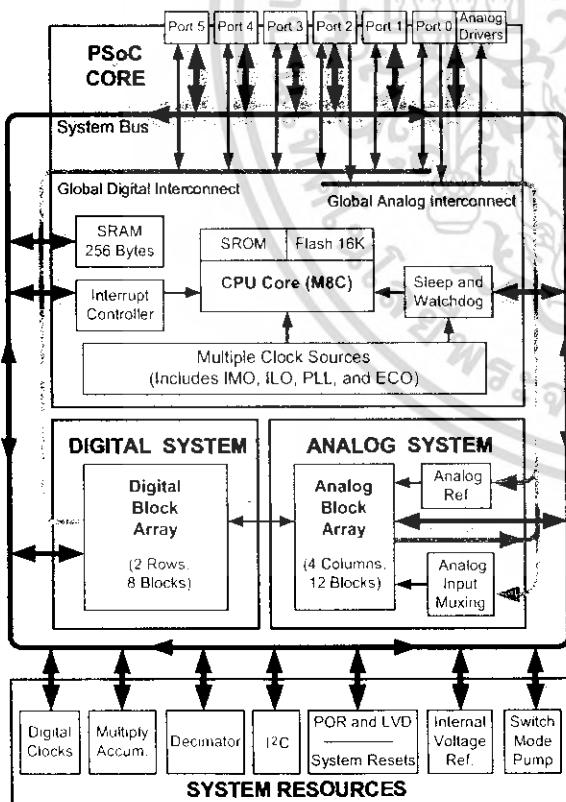 Port 5 Port 4 Port 3 Port 2 Port 1 Port 0 Analog
Drivers
PSoC
CORE
System Bus
Global Digital Interconnect
Global Analog Interconnect
SRAM
256 Bytes
SROM Flash 16K
CPU Core (M8C)
Interrupt
Controller
Sleep and
Watchdog
Multiple Clock Sources
(Includes IMO, ILO, PLL, and ECO)
DIGITAL SYSTEM
ANALOG SYSTEM
Digital
Block
Array
(2 Rows,
8 Blocks)
Analog
Block
Array
(4 Columns,
12 Blocks)
Analog
Ref
Analog
Input
Muxing
Digital
Clocks
Multiply
Accum.
Decimator
I²C
POR and LVD
System Resets
Internal
Voltage
Ref.
Switch
Mode
Pump
SYSTEM RESOURCES